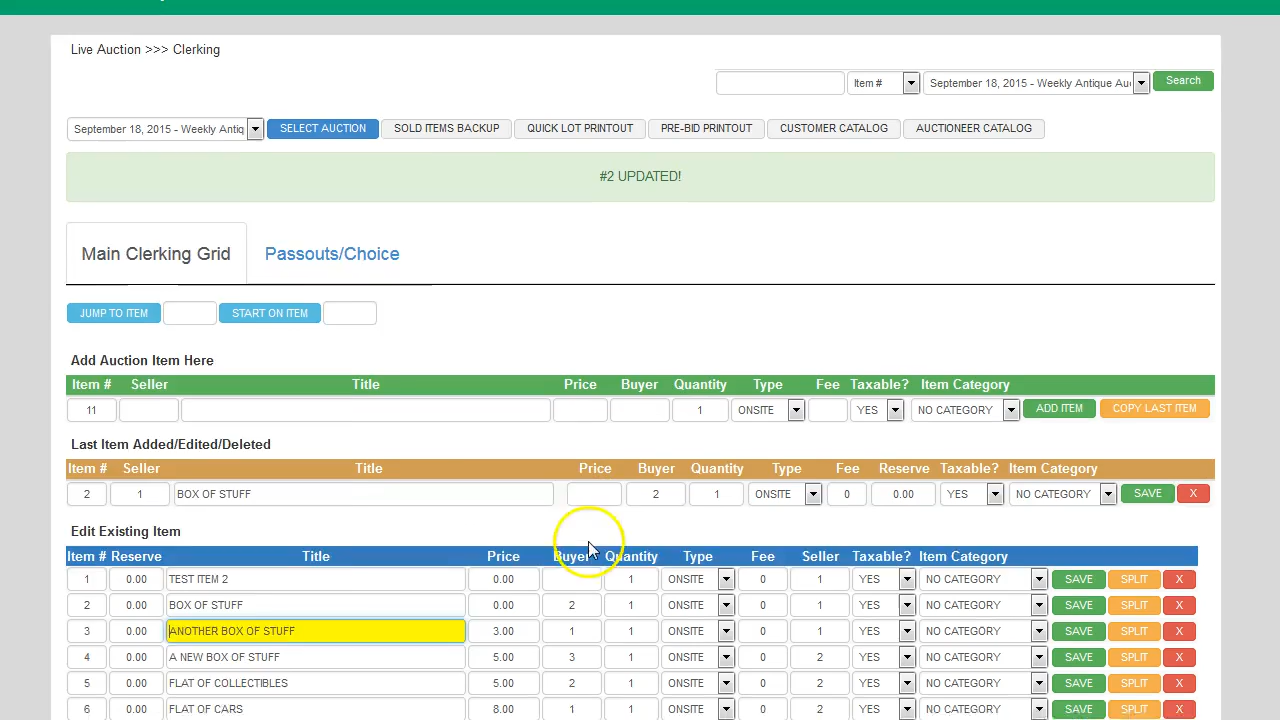 Live Auction >>> Clerking
Item # September 18, 2015 - Weekly Antique Au Search
September 18, 2015 - Weekly Antiq SELECT AUCTION SOLD ITEMS BACKUP QUICK LOT PRINTOUT PRE-BID PRINTOUT CUSTOMER CATALOG AUCTIONEER CATALOG
#2 UPDATED!
Main Clerking Grid Passouts/Choice
JUMP TO ITEM START ON ITEM
Add Auction Item Here
Item # Seller Title Price Buyer Quantity Type Fee Taxable? Item Category
11 1 ONSITE YES NO CATEGORY ADD ITEM COPY LAST ITEM
Last Item Added/Edited/Deleted
Item # Seller Title Price Buyer Quantity Type Fee Reserve Taxable? Item Category
2 1 BOX OF STUFF 2 1 ONSITE 0 0.00 YES NO CATEGORY SAVE X
Edit Existing Item
Item # Reserve Title Price Buyer Quantity Type Fee Seller Taxable? Item Category
1 0.00 TEST ITEM 2 0.00 1 ONSITE 0 1 YES NO CATEGORY SAVE SPLIT X
2 0.00 BOX OF STUFF 0.00 2 1 ONSITE 0 1 YES NO CATEGORY SAVE SPLIT X
3 0.00 ANOTHER BOX OF STUFF 3.00 1 1 ONSITE 0 1 YES NO CATEGORY SAVE SPLIT X
4 0.00 A NEW BOX OF STUFF 5.00 3 1 ONSITE 0 2 YES NO CATEGORY SAVE SPLIT X
5 0.00 FLAT OF COLLECTIBLES 5.00 2 1 ONSITE 0 2 YES NO CATEGORY SAVE SPLIT X
6 0.00 FLAT OF CARS 8.00 1 1 ONSITE 0 2 YES NO CATEGORY SAVE SPLIT X